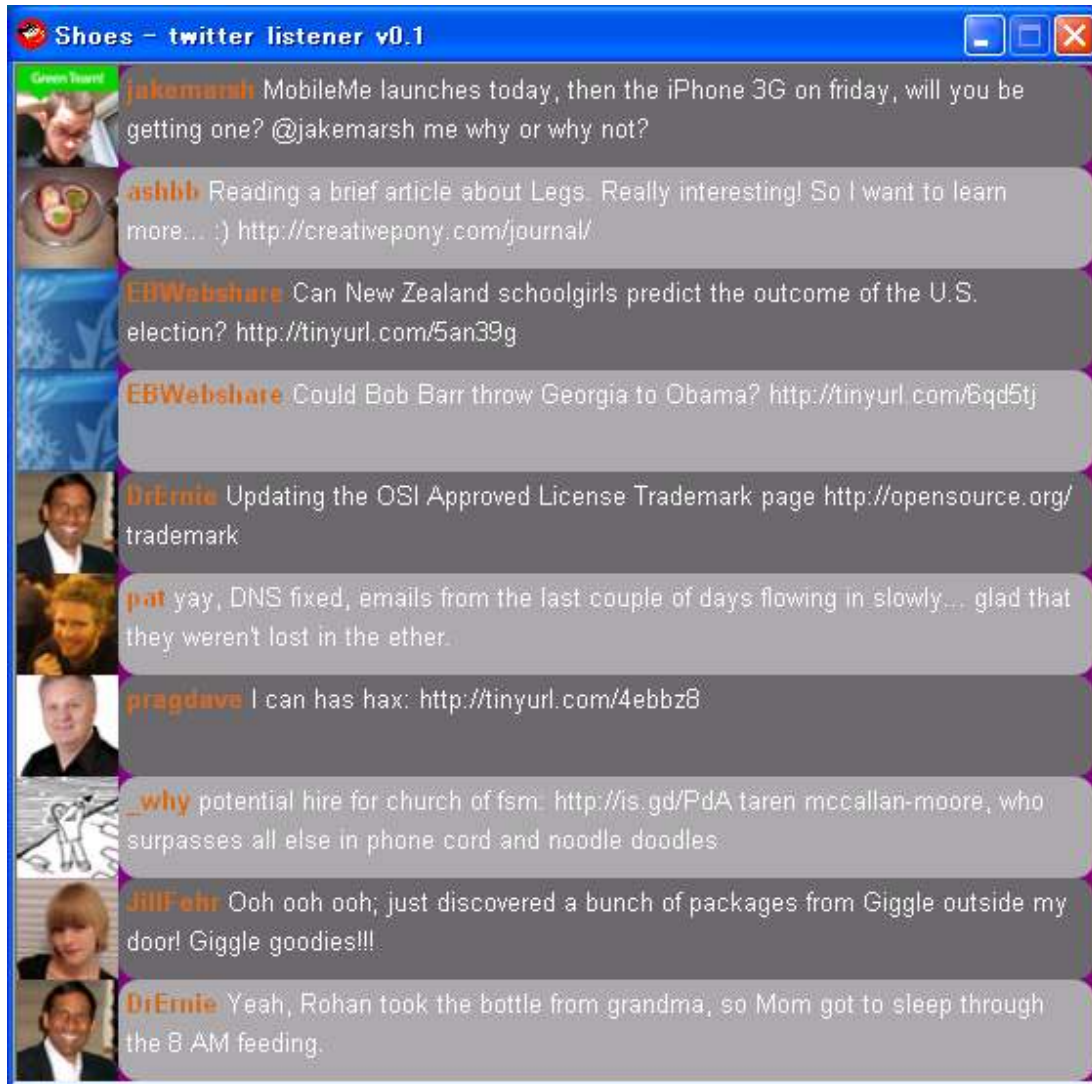 Shoes - twitter listener v0.1
Green Team!
jakemarsh MobileMe launches today, then the iPhone 3G on friday, will you be
getting one? @jakemarsh me why or why not?
ashbb Reading a brief article about Legs. Really interesting! So I want to learn
more... :) http://creativepony.com/journal/
EBWebshare Can New Zealand schoolgirls predict the outcome of the U.S.
election? http://tinyurl.com/5an39g
EBWebshare Could Bob Barr throw Georgia to Obama? http://tinyurl.com/6qd5tj
DrErnie Updating the OSI Approved License Trademark page http://opensource.org/
trademark
pat yay, DNS fixed, emails from the last couple of days flowing in slowly... glad that
they weren't lost in the ether.
pragdave I can has hax: http://tinyurl.com/4ebbz8
_why potential hire for church of fsm: http://is.gd/PdA taren mccallan-moore, who
surpasses all else in phone cord and noodle doodles
JillFehr Ooh ooh ooh; just discovered a bunch of packages from Giggle outside my
door! Giggle goodies!!!
DrErnie Yeah, Rohan took the bottle from grandma, so Mom got to sleep through
the 8 AM feeding.